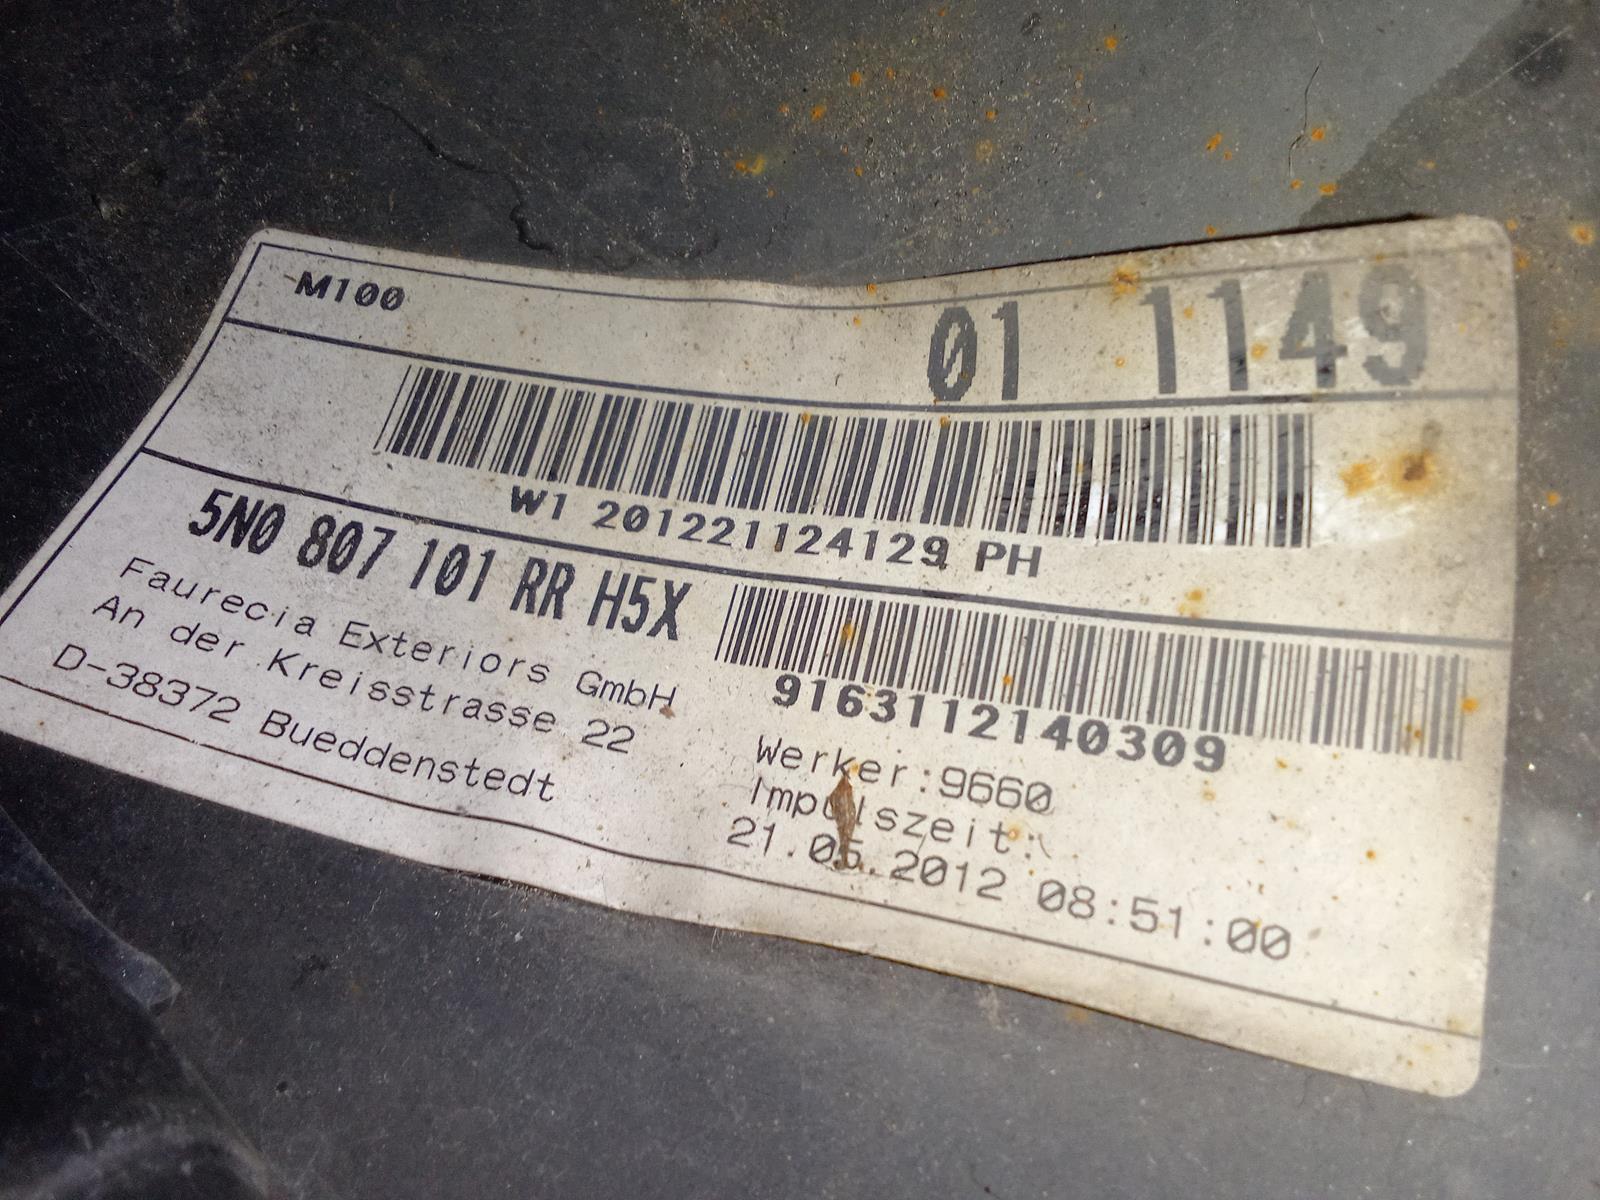 M100 01 1149
W1 201221124129 PH
5N0 807 101 RR H5X
Faurecia Exteriors GmbH
An der Kreisstrasse 22
D-38372 Bueddenstedt
9163112140309
Werker:9660
Impulszeit:
21.05.2012 08:51:00